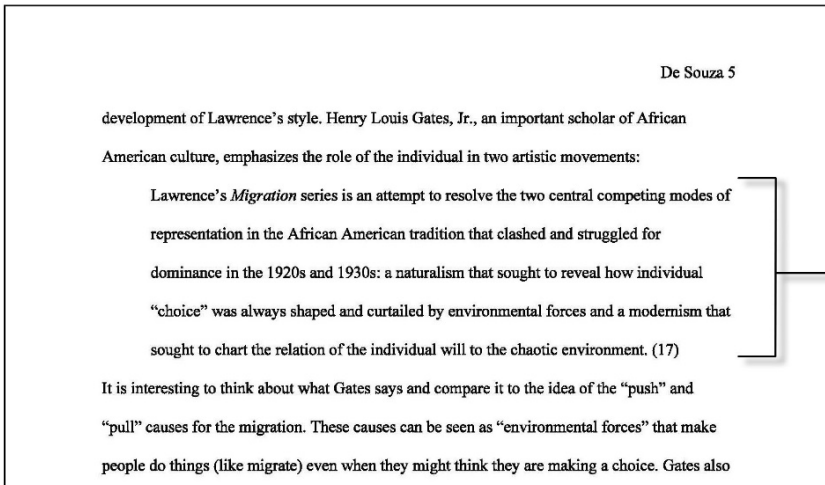 De Souza 5
development of Lawrence’s style. Henry Louis Gates, Jr., an important scholar of African
American culture, emphasizes the role of the individual in two artistic movements:
Lawrence’s Migration series is an attempt to resolve the two central competing modes of
representation in the African American tradition that clashed and struggled for
dominance in the 1920s and 1930s: a naturalism that sought to reveal how individual
“choice” was always shaped and curtailed by environmental forces and a modernism that
sought to chart the relation of the individual will to the chaotic environment. (17)
It is interesting to think about what Gates says and compare it to the idea of the “push” and
“pull” causes for the migration. These causes can be seen as “environmental forces” that make
people do things (like migrate) even when they might think they are making a choice. Gates also